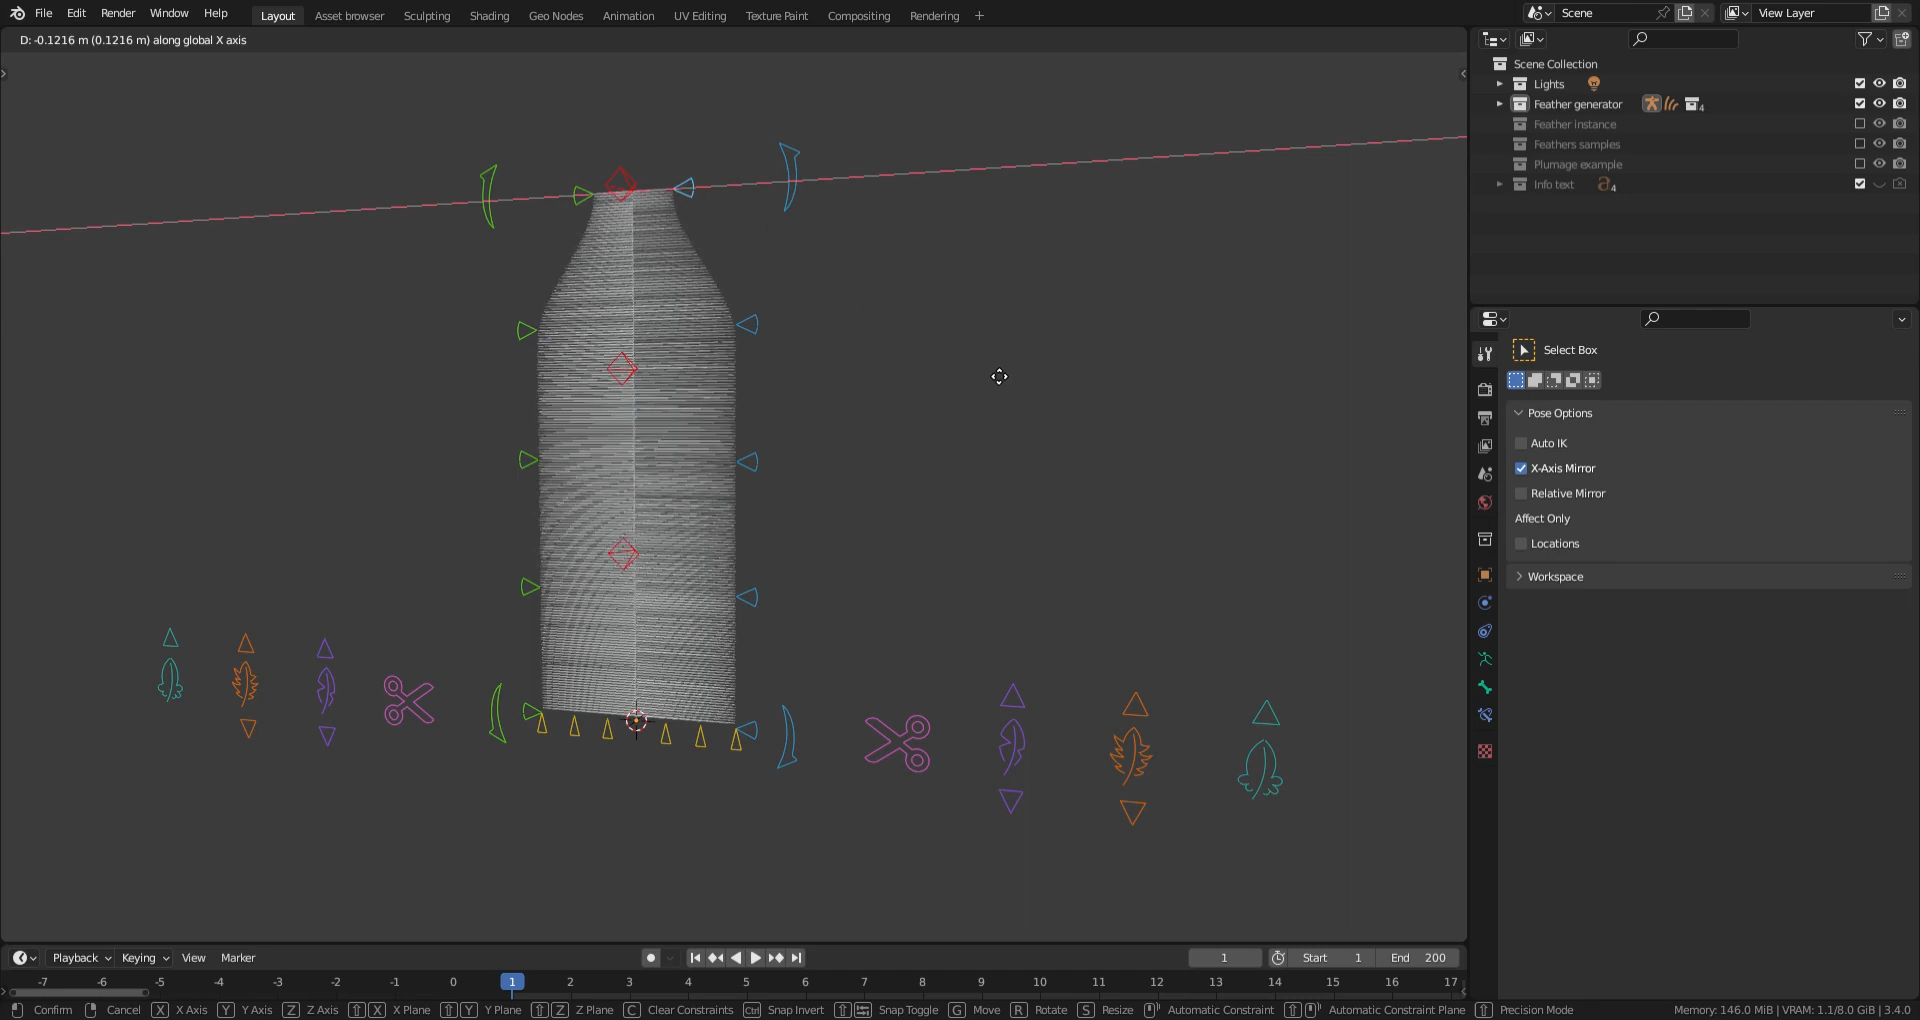 File Edit Render Window Help Layout Asset browser Sculpting Shading Geo Nodes Animation UV Editing Texture Paint Compositing Rendering + Scene View Layer
D: -0.1216 m (0.1216 m) along global X axis
Scene Collection
Lights
Feather generator 4
Feather instance
Feathers samples
Plumage example
Info text 4
Select Box
Pose Options
Auto IK
X-Axis Mirror
Relative Mirror
Affect Only
Locations
Workspace
Playback Keying View Marker 1 Start 1 End 200
-7 -6 -5 -4 -3 -2 -1 0 1 2 3 4 5 6 7 8 9 10 11 12 13 14 15 16 17
Confirm Cancel X X Axis Y Y Axis Z Z Axis X X Plane Y Y Plane Z Z Plane C Clear Constraints Ctrl Snap Invert Snap Toggle G Move R Rotate S Resize Automatic Constraint Automatic Constraint Plane Precision Mode Memory: 146.0 MiB | VRAM: 1.1/8.0 GiB | 3.4.0